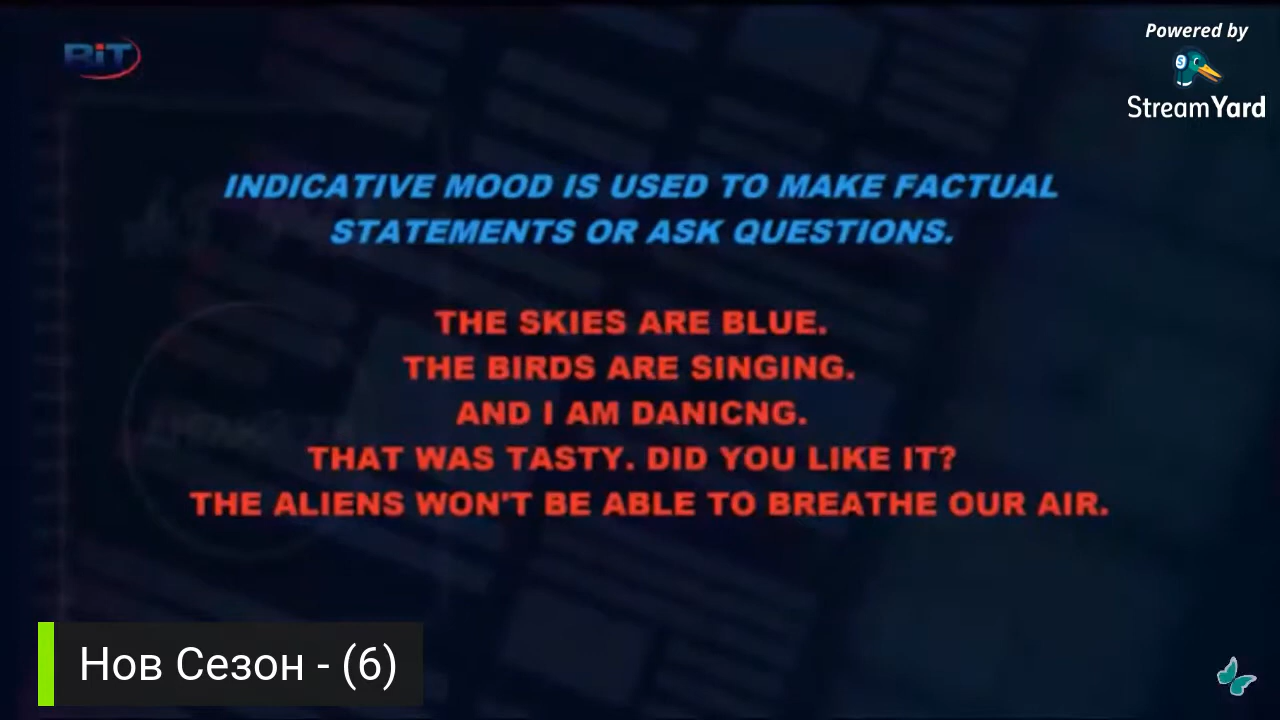 BiT
Powered by
StreamYard
INDICATIVE MOOD IS USED TO MAKE FACTUAL
STATEMENTS OR ASK QUESTIONS.
THE SKIES ARE BLUE.
THE BIRDS ARE SINGING.
AND I AM DANICNG.
THAT WAS TASTY. DID YOU LIKE IT?
THE ALIENS WON'T BE ABLE TO BREATHE OUR AIR.
Нов Сезон - (6)